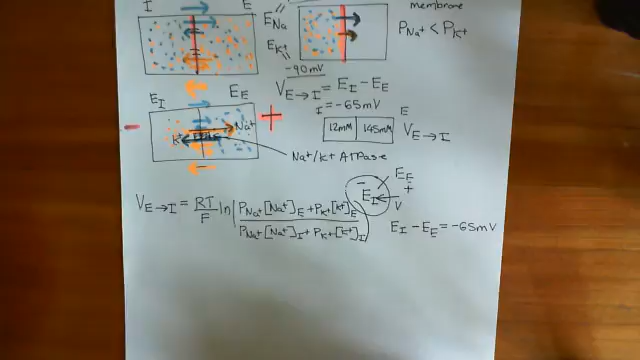 I E
E_Na
E_K+
-90mV
membrane
P_Na+ < P_K+
V_E→I = E_I - E_E
= -65mV
E_I E_E
- +
Na+
K+
I E
12mM 145mM
V_E→I
Na+/K+ ATPase
V_E→I = RT/F ln(P_Na+[Na+]_E + P_K+[K+]_E / P_Na+[Na+]_I + P_K+[K+]_I)
- E_E
E_I +
V
E_I - E_E = -65mV